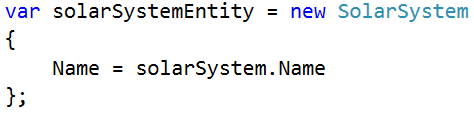 var solarSystemEntity = new SolarSystem
{
    Name = solarSystem.Name
};